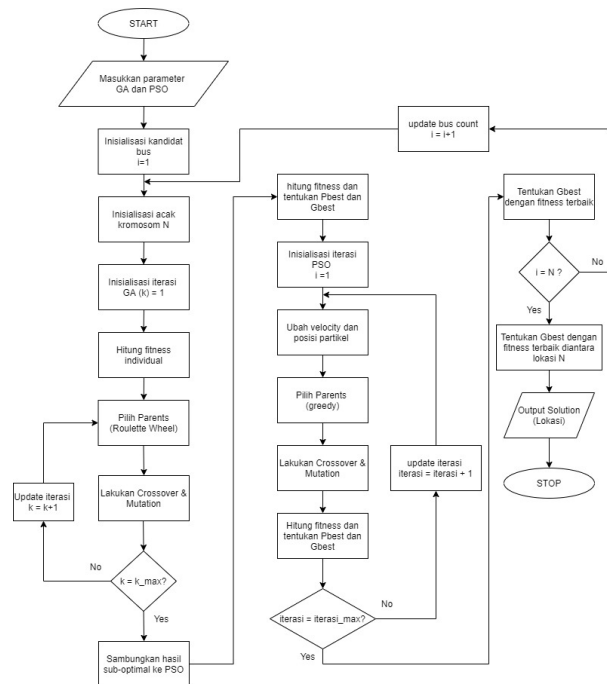 START
Masukkan parameter
GA dan PSO
Inisialisasi kandidat
bus
i=1
Inisialisasi acak
kromosom N
Inisialisasi iterasi
GA (k) = 1
Hitung fitness
individual
Pilih Parents
(Roulette Wheel)
Lakukan Crossover &
Mutation
Update iterasi
k = k+1
No
k = k_max?
Yes
Sambungkan hasil
sub-optimal ke PSO
hitung fitness dan
tentukan Pbest dan
Gbest
Inisialisasi iterasi
PSO
i =1
Ubah velocity dan
posisi partikel
Pilih Parents
(greedy)
Lakukan Crossover &
Mutation
Hitung fitness dan
tentukan Pbest dan
Gbest
update iterasi
iterasi = iterasi + 1
No
iterasi = iterasi_max?
Yes
update bus count
i = i+1
Tentukan Gbest
dengan fitness terbaik
i = N ?
No
Yes
Tentukan Gbest dengan
fitness terbaik diantara
lokasi N
Output Solution
(Lokasi)
STOP